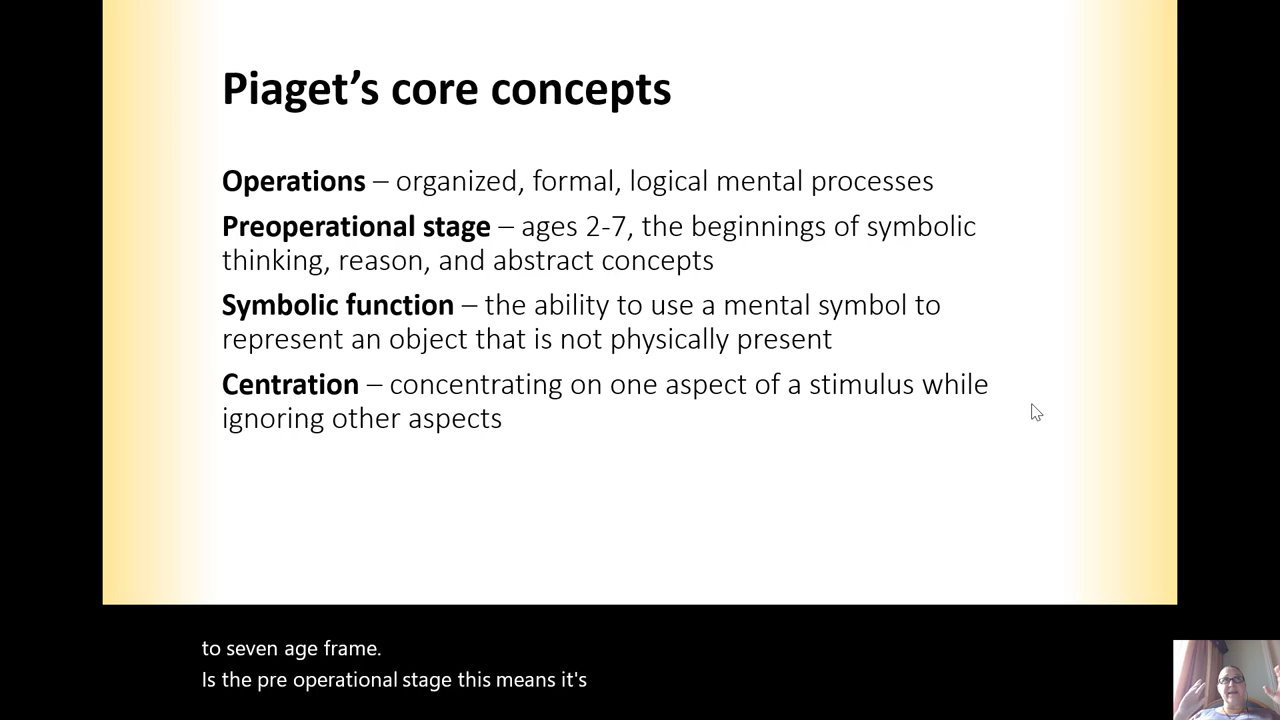 Piaget’s core concepts
Operations – organized, formal, logical mental processes
Preoperational stage – ages 2-7, the beginnings of symbolic
thinking, reason, and abstract concepts
Symbolic function – the ability to use a mental symbol to
represent an object that is not physically present
Centration – concentrating on one aspect of a stimulus while
ignoring other aspects
to seven age frame.
Is the pre operational stage this means it's